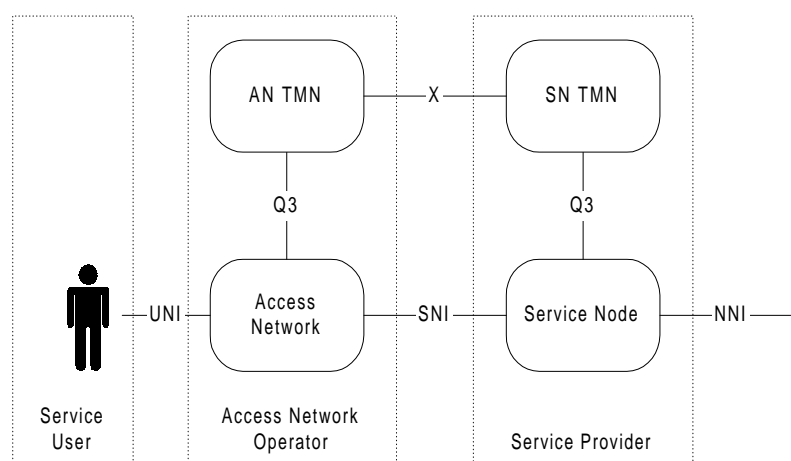 AN TMN
X
SN TMN
Q3
Q3
UNI
Access
Network
SNI
Service Node
NNI
Service
User
Access Network
Operator
Service Provider